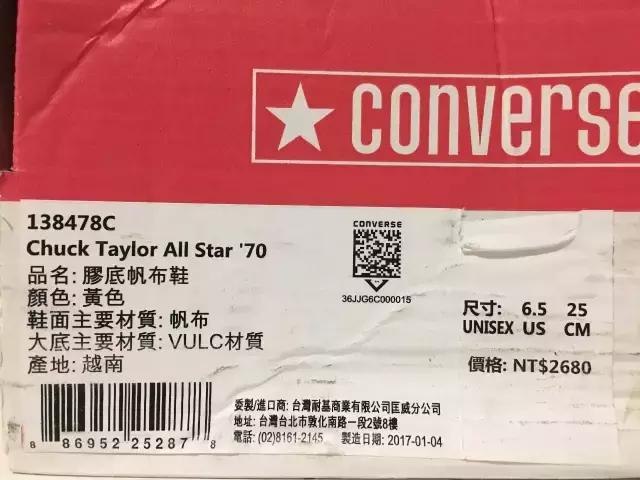 CONVERSE
138478C
Chuck Taylor All Star '70
品名: 膠底帆布鞋
顏色: 黃色
鞋面主要材質: 帆布
大底主要材質: VULC材質
產地: 越南
8 86952 25287 8
CONVERSE
36JJG6C000015
尺寸: 6.5 25
UNISEX US CM
價格: NT$2680
委製/進口商: 台灣耐基商業有限公司匡威分公司
地址: 台灣台北市敦化南路一段2號8樓
電話: (02)8161-2145 製造日期: 2017-01-04